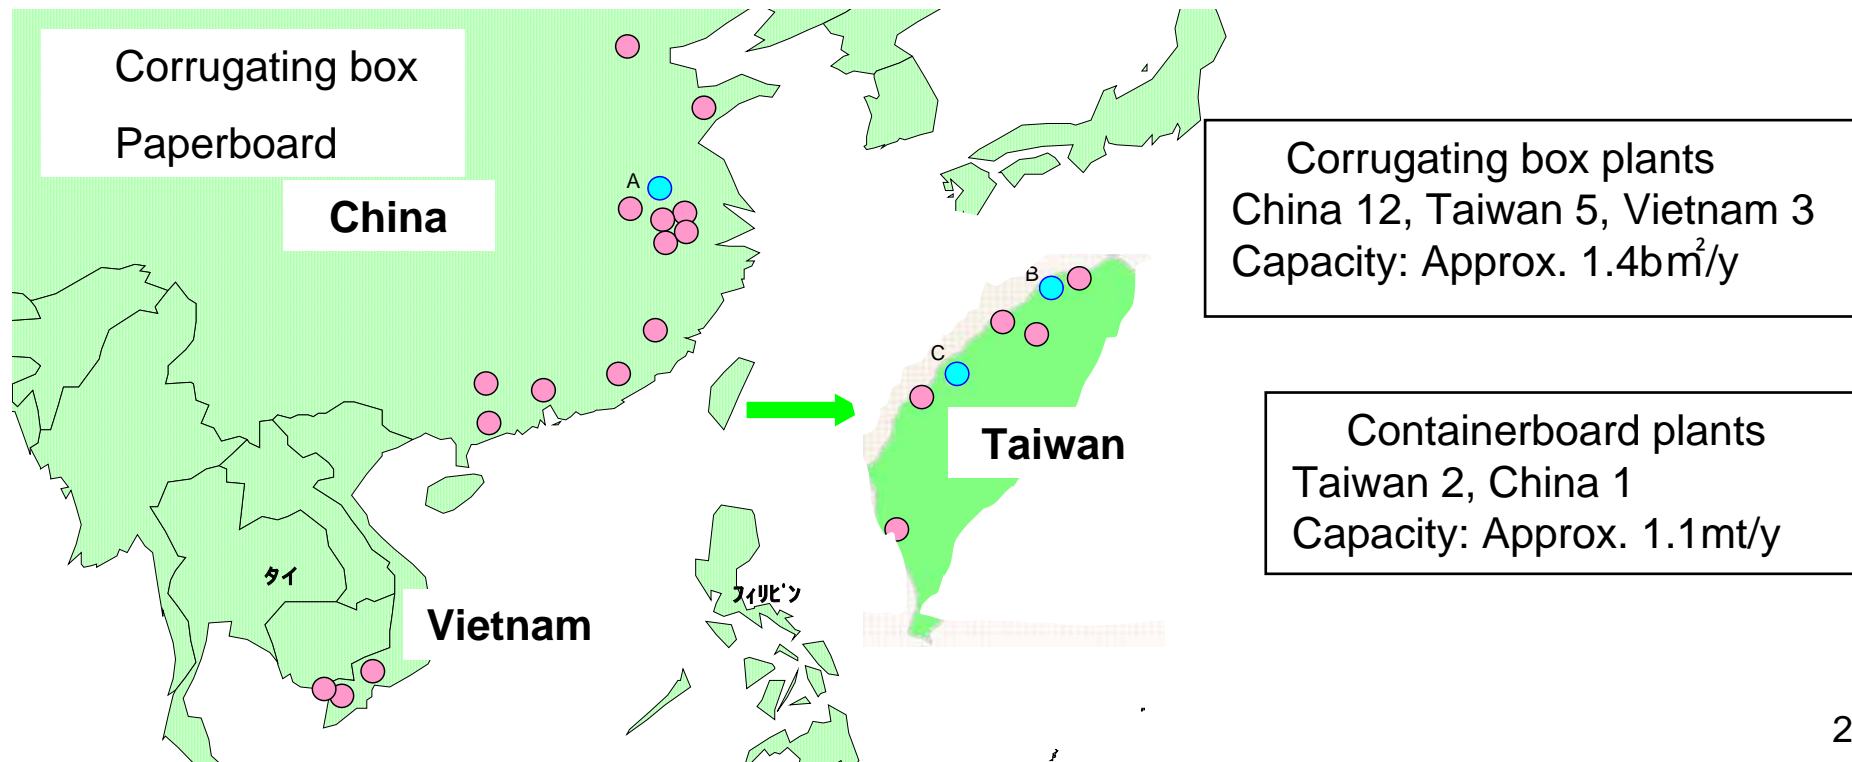 Corrugating box
Paperboard
China
A
B
C
Taiwan
タイ
Vietnam
フィリピン
Corrugating box plants
China 12, Taiwan 5, Vietnam 3
Capacity: Approx. 1.4bm²/y
Containerboard plants
Taiwan 2, China 1
Capacity: Approx. 1.1mt/y
2